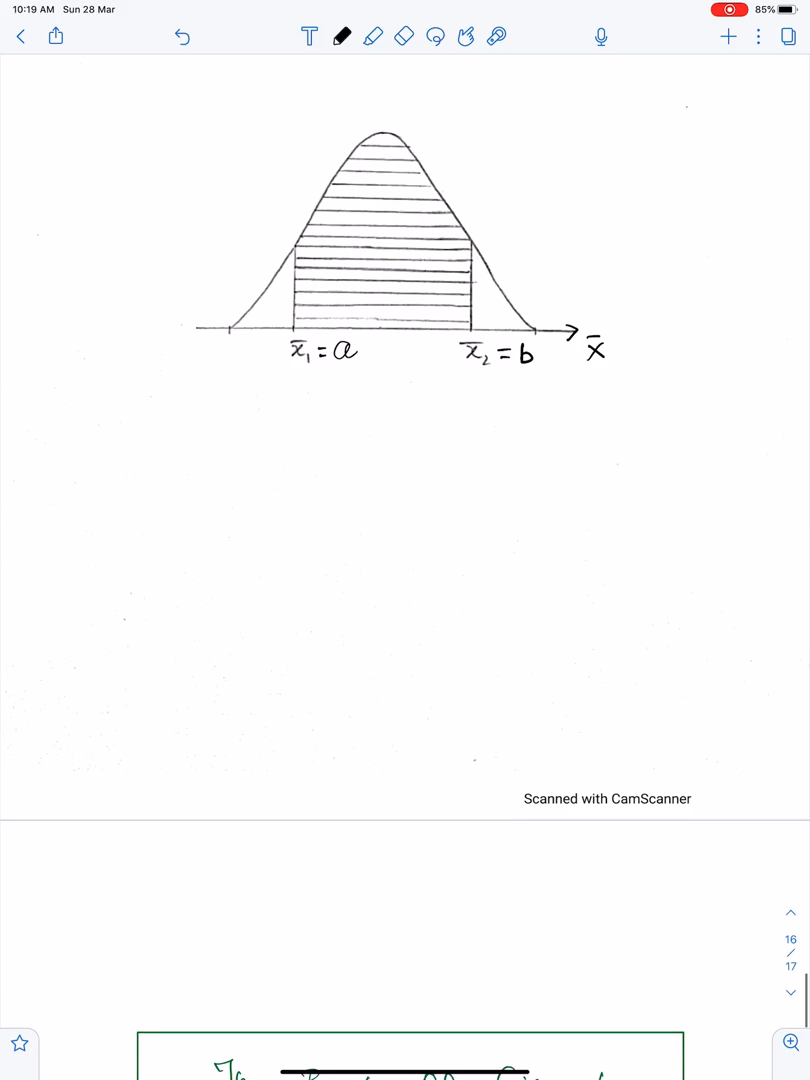 10:19 AM Sun 28 Mar 85%
T
x̄₁ = a x̄₂ = b x̄
Scanned with CamScanner
16
/
17